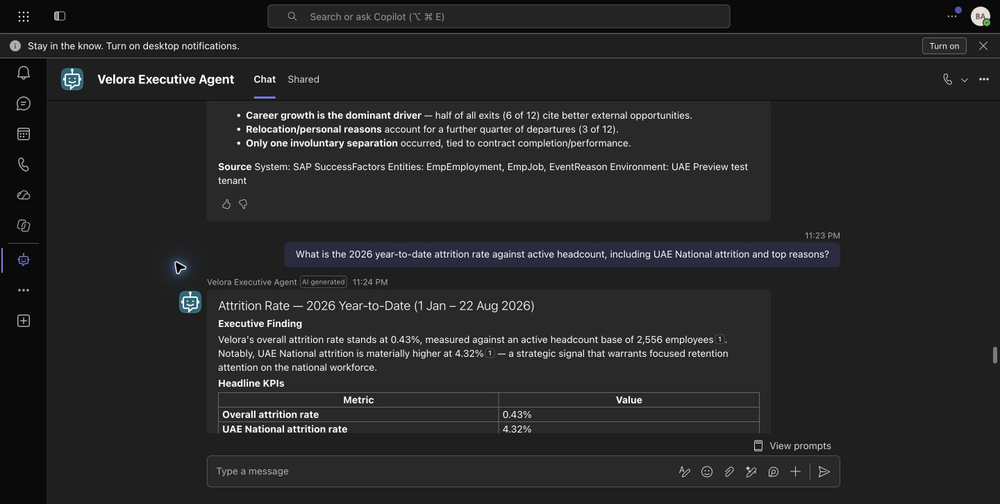 Search or ask Copilot (⌥ ⌘ E)
BA
Stay in the know. Turn on desktop notifications.
Turn on
Velora Executive Agent
Chat
Shared
• Career growth is the dominant driver — half of all exits (6 of 12) cite better external opportunities.
• Relocation/personal reasons account for a further quarter of departures (3 of 12).
• Only one involuntary separation occurred, tied to contract completion/performance.
Source System: SAP SuccessFactors Entities: EmpEmployment, EmpJob, EventReason Environment: UAE Preview test
tenant
11:23 PM
What is the 2026 year-to-date attrition rate against active headcount, including UAE National attrition and top reasons?
Velora Executive Agent AI generated 11:24 PM
Attrition Rate — 2026 Year-to-Date (1 Jan – 22 Aug 2026)
Executive Finding
Velora's overall attrition rate stands at 0.43%, measured against an active headcount base of 2,556 employees 1.
Notably, UAE National attrition is materially higher at 4.32% 1 — a strategic signal that warrants focused retention
attention on the national workforce.
Headline KPIs
Metric Value
Overall attrition rate 0.43%
UAE National attrition rate 4.32%
View prompts
Type a message